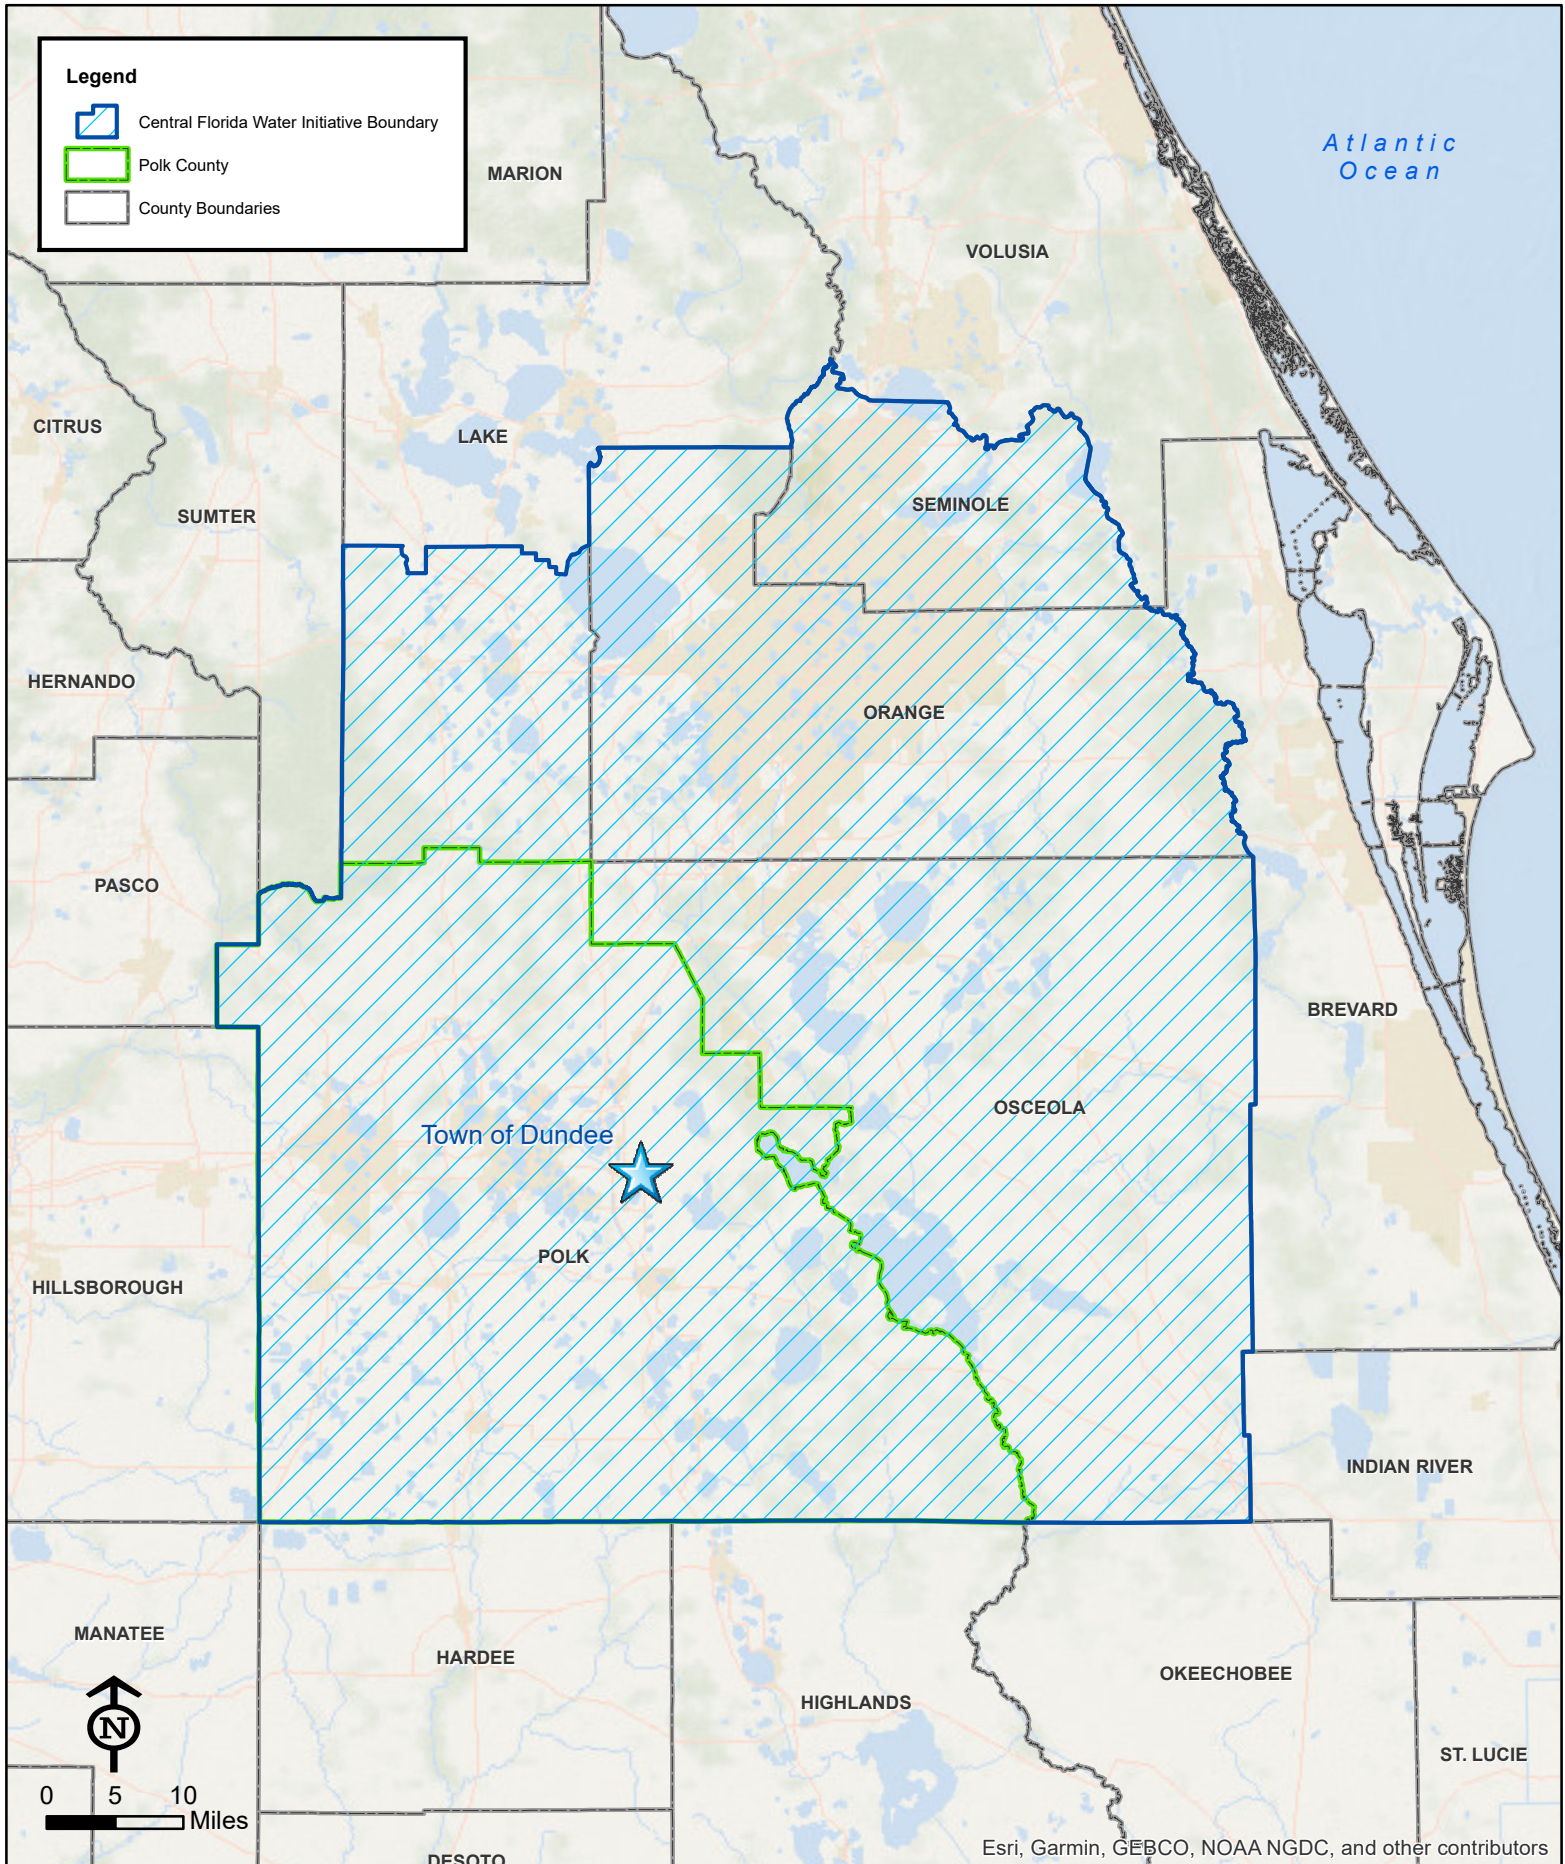 Legend
Central Florida Water Initiative Boundary
Polk County
County Boundaries
Atlantic
Ocean
MARION
VOLUSIA
CITRUS
LAKE
SUMTER
SEMINOLE
HERNANDO
ORANGE
PASCO
BREVARD
OSCEOLA
Town of Dundee
POLK
HILLSBOROUGH
INDIAN RIVER
MANATEE
HARDEE
OKEECHOBEE
HIGHLANDS
N
ST. LUCIE
0 5 10
Miles
Esri, Garmin, GEBCO, NOAA NGDC, and other contributors
DESOTO